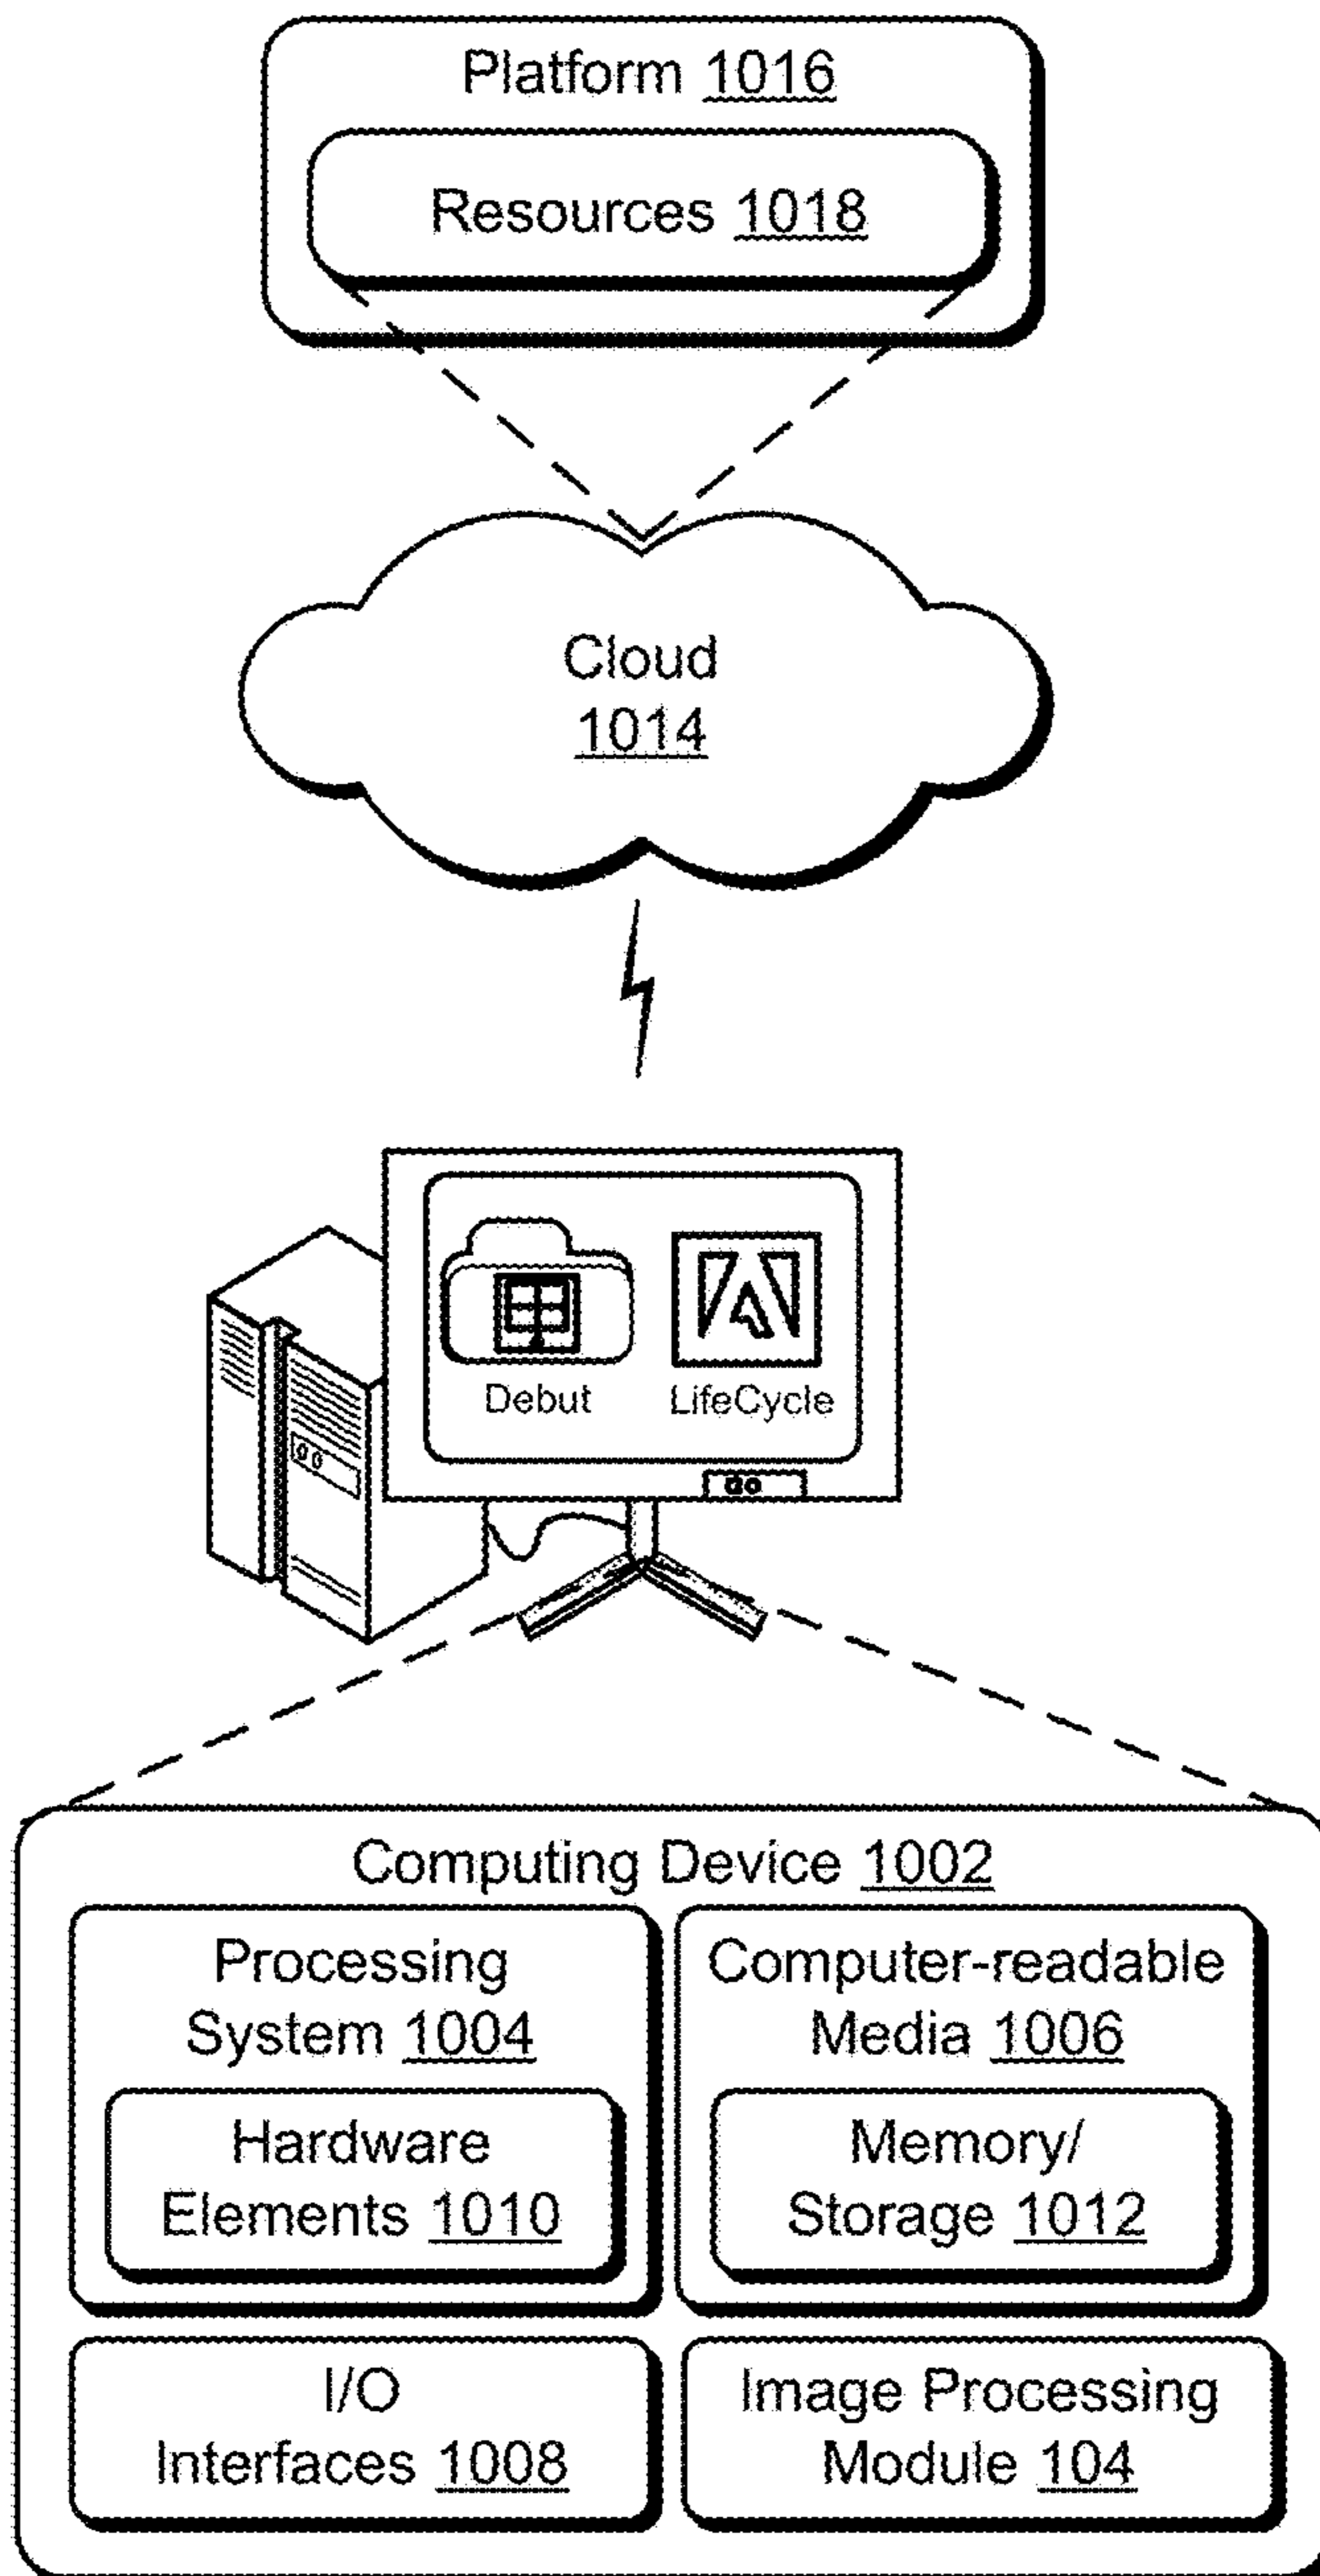 Platform 1016
Resources 1018
Cloud
1014
Debut
LifeCycle
Computing Device 1002
Processing
System 1004
Hardware
Elements 1010
Computer-readable
Media 1006
Memory/
Storage 1012
I/O
Interfaces 1008
Image Processing
Module 104